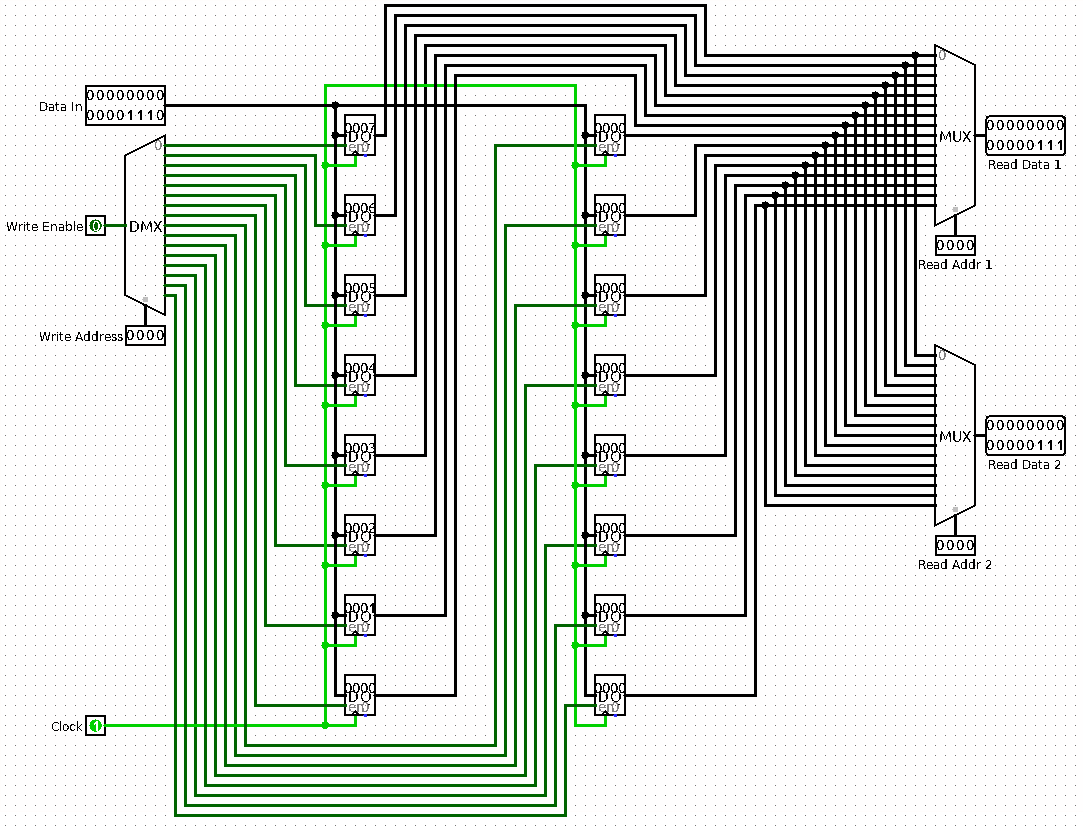 Data In
00000000
00001110
0
DMX
Write Enable
0
Write Address
0000
Clock
1
0007
D Q
en
0006
D Q
en
0005
D Q
en
0004
D Q
en
0003
D Q
en
0002
D Q
en
0001
D Q
en
0000
D Q
en
0000
D Q
en
0000
D Q
en
0000
D Q
en
0000
D Q
en
0000
D Q
en
0000
D Q
en
0000
D Q
en
0000
D Q
en
0
MUX
00000000
00000111
Read Data 1
0000
Read Addr 1
0
MUX
00000000
00000111
Read Data 2
0000
Read Addr 2